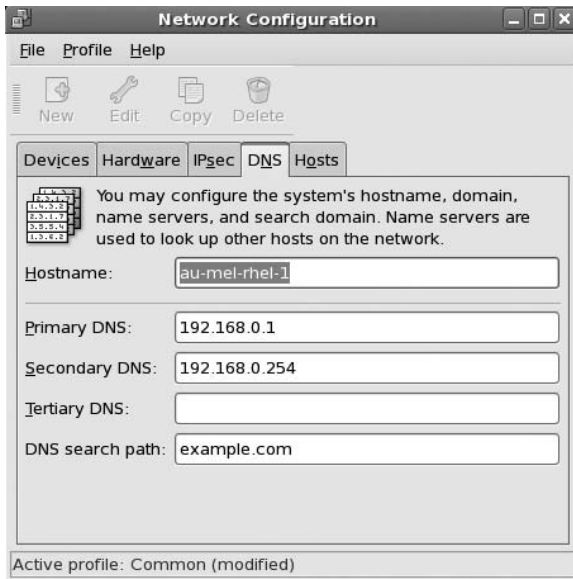 Network Configuration
File Profile Help
New Edit Copy Delete
Devices Hardware IPsec DNS Hosts
You may configure the system's hostname, domain,
name servers, and search domain. Name servers are
used to look up other hosts on the network.
Hostname: au-mel-rhel-1
Primary DNS: 192.168.0.1
Secondary DNS: 192.168.0.254
Tertiary DNS:
DNS search path: example.com
Active profile: Common (modified)